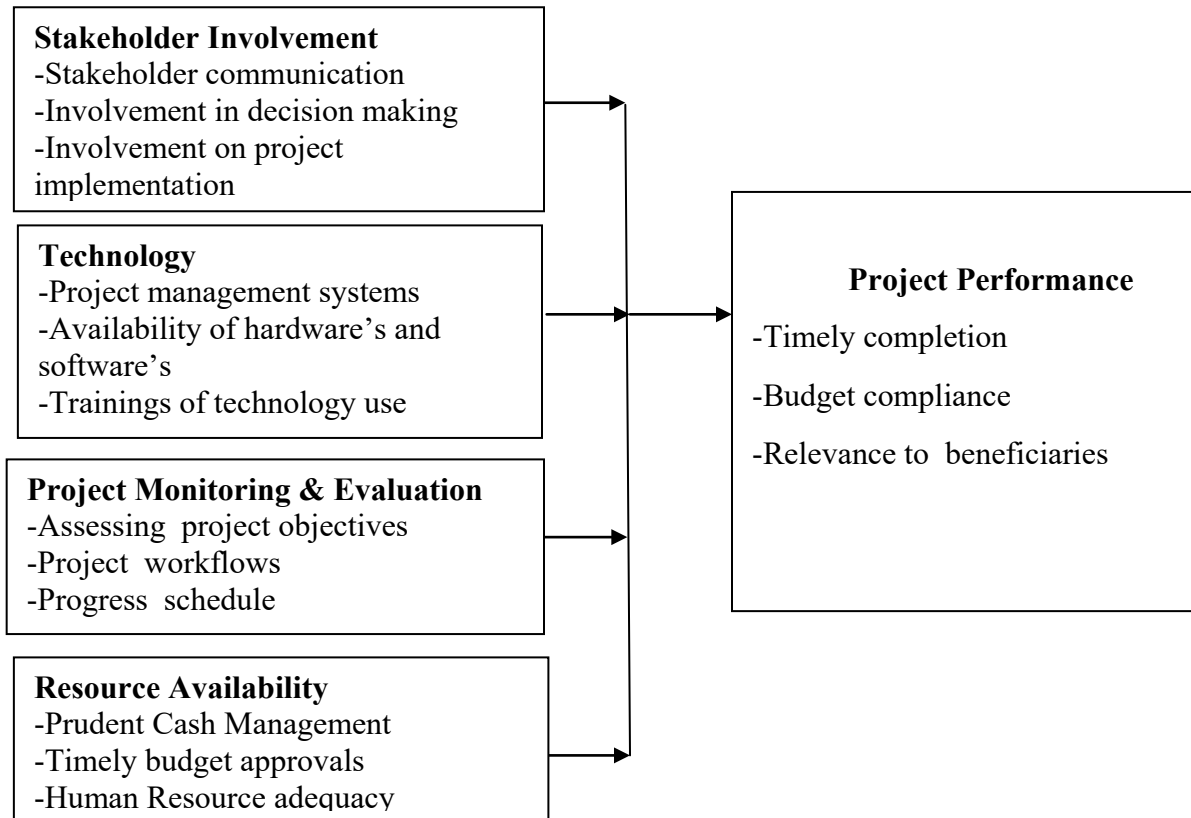 Stakeholder Involvement
-Stakeholder communication
-Involvement in decision making
-Involvement on project
implementation
Technology
-Project management systems
-Availability of hardware’s and
software’s
-Trainings of technology use
Project Monitoring & Evaluation
-Assessing project objectives
-Project workflows
-Progress schedule
Resource Availability
-Prudent Cash Management
-Timely budget approvals
-Human Resource adequacy
Project Performance
-Timely completion
-Budget compliance
-Relevance to beneficiaries